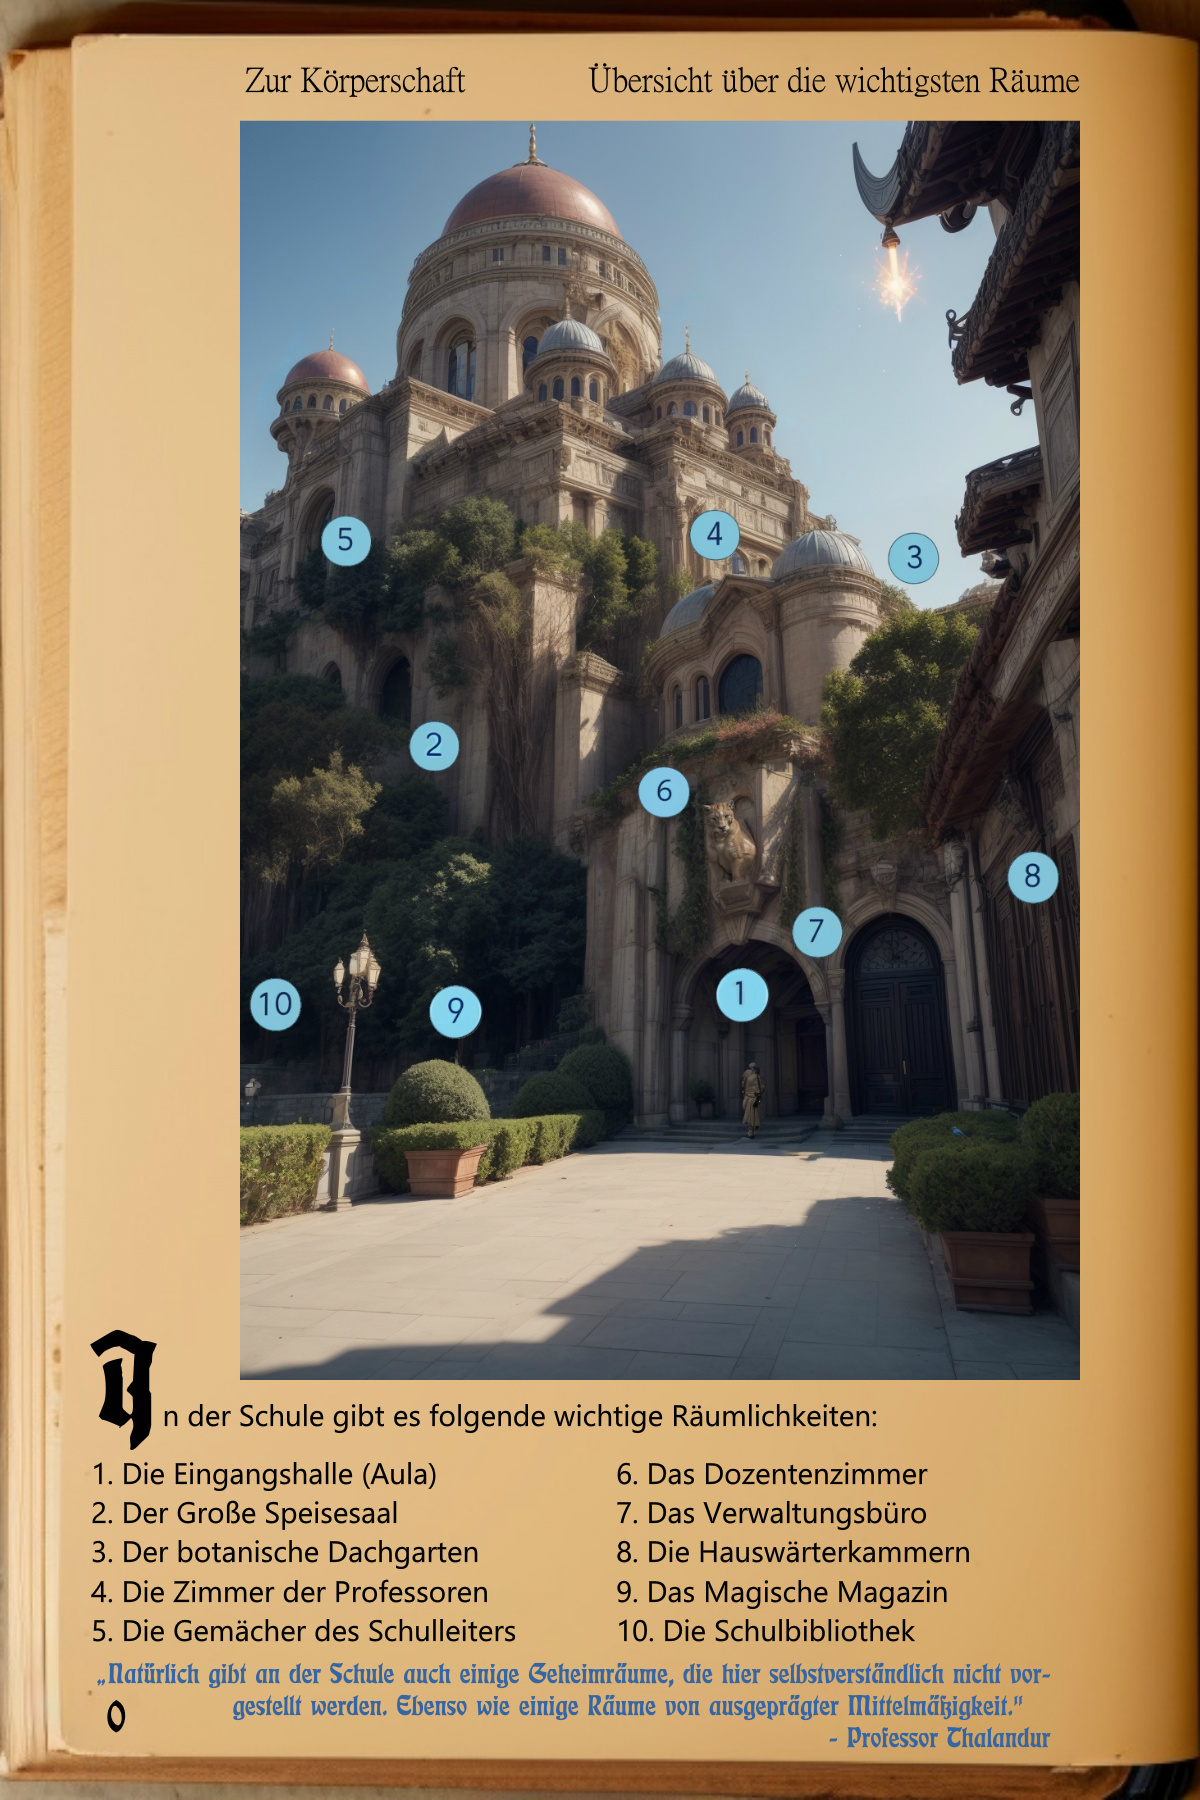 Zur Körperschaft
Übersicht über die wichtigsten Räume
5
4
3
2
6
8
7
1
10
9
In der Schule gibt es folgende wichtige Räumlichkeiten:
1. Die Eingangshalle (Aula)
2. Der Große Speisesaal
3. Der botanische Dachgarten
4. Die Zimmer der Professoren
5. Die Gemächer des Schulleiters
6. Das Dozentenzimmer
7. Das Verwaltungsbüro
8. Die Hauswärterkammern
9. Das Magische Magazin
10. Die Schulbibliothek
„Natürlich gibt an der Schule auch einige Geheimräume, die hier selbstverständlich nicht vor-
gestellt werden. Ebenso wie einige Räume von ausgeprägter Mittelmäßigkeit."
- Professor Thalandur
0